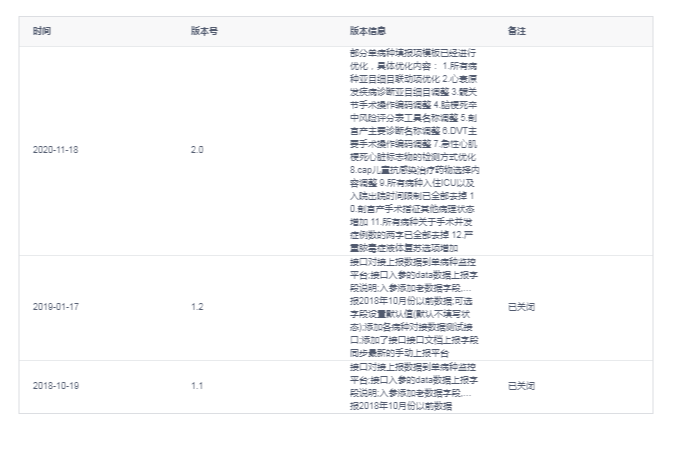 时间 版本号 版本信息 备注
部分单病种填报项模板已经进行
优化，具体优化内容： 1.所有病
种亚目细目联动项优化 2.心衰原
发疾病诊断亚目细目调整 3.髋关
节手术操作编码调整 4.脑梗死卒
中风险评分表工具名称调整 5.剖
宫产主要诊断名称调整 6.DVT主
要手术操作编码调整 7.急性心肌
梗死心脏标志物的检测方式优化
2020-11-18 2.0
8.cap儿童抗感染治疗药物选择内
容调整 9.所有病种入住ICU以及
入院出院时间限制已全部去掉 1
0.剖宫产手术指征其他病理状态
增加 11.所有病种关于手术并发
症例数的两字已全部去掉 12.严
重脓毒症液体复苏选项增加
接口对接上报数据到单病种监控
平台;接口入参的data数据上报字
段说明;入参添加老数据字段,...
报2018年10月份以前数据,可选
2019-01-17 1.2 字段设置默认值(默认不填写状 已关闭
态);添加各病种对接数据测试接
口;添加了接口接口文档上报字段
同步最新的手动上报平台
接口对接上报数据到单病种监控
平台;接口入参的data数据上报字
2018-10-19 1.1 段说明;入参添加老数据字段,... 已关闭
报2018年10月份以前数据